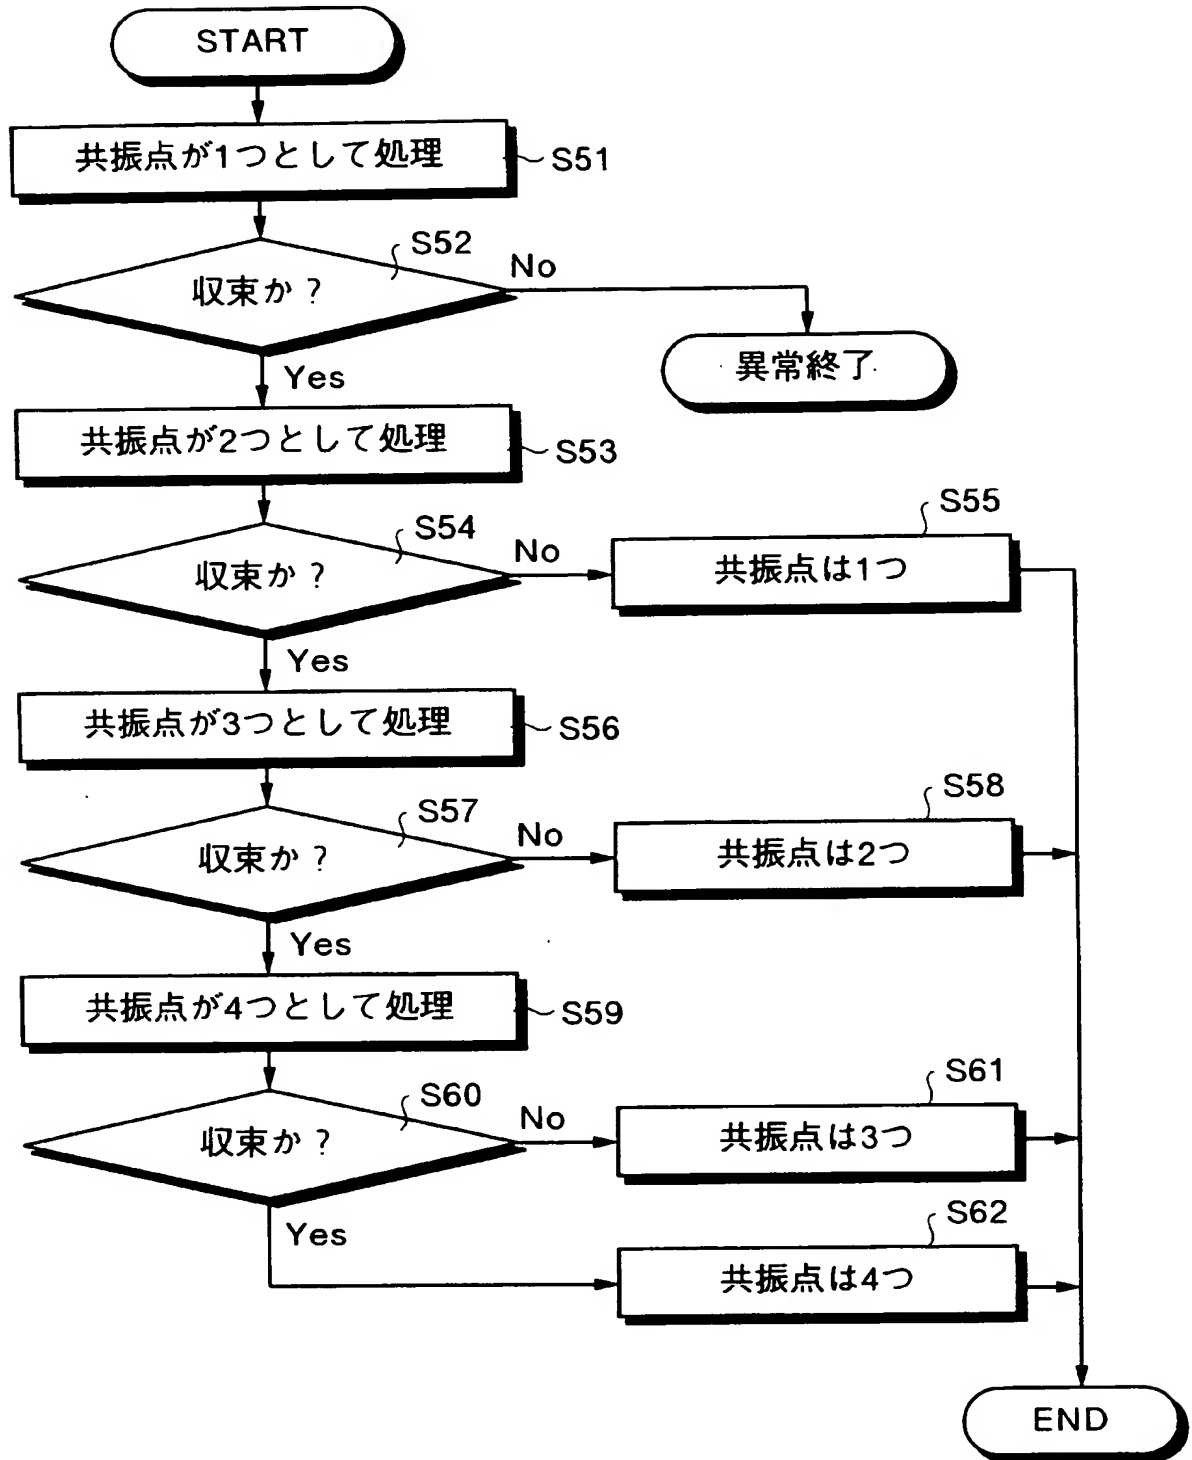 START
共振点が1つとして処理
S51
S52
収束か？
No
異常終了
Yes
共振点が2つとして処理
S53
S54
収束か？
No
S55
共振点は1つ
Yes
共振点が3つとして処理
S56
S57
収束か？
No
S58
共振点は2つ
Yes
共振点が4つとして処理
S59
S60
収束か？
No
S61
共振点は3つ
Yes
S62
共振点は4つ
END